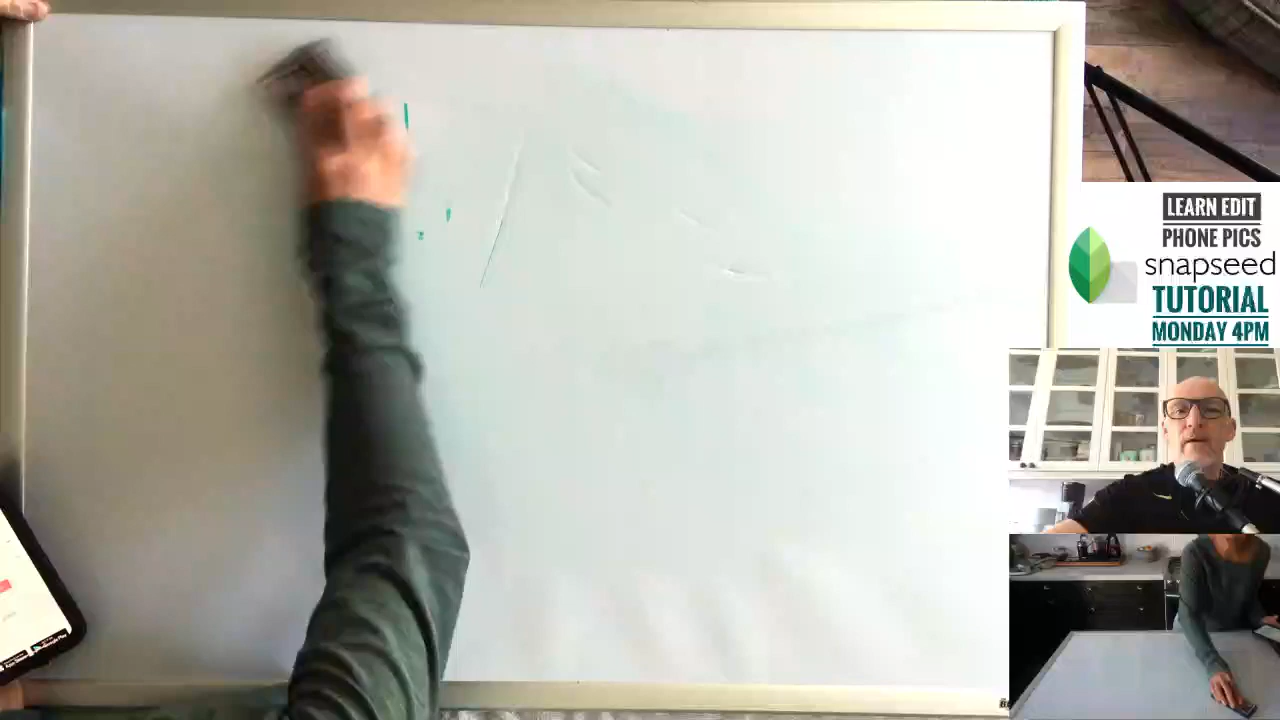 LEARN EDIT
PHONE PICS
snapseed
TUTORIAL
MONDAY 4PM